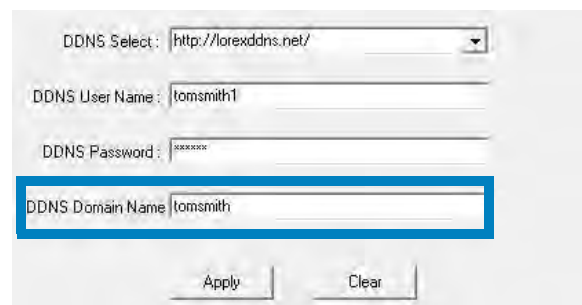 DDNS Select : http://lorexddns.net/
DDNS User Name : tomsmith1
DDNS Password : ××××××
DDNS Domain Name tomsmith
Apply Clear